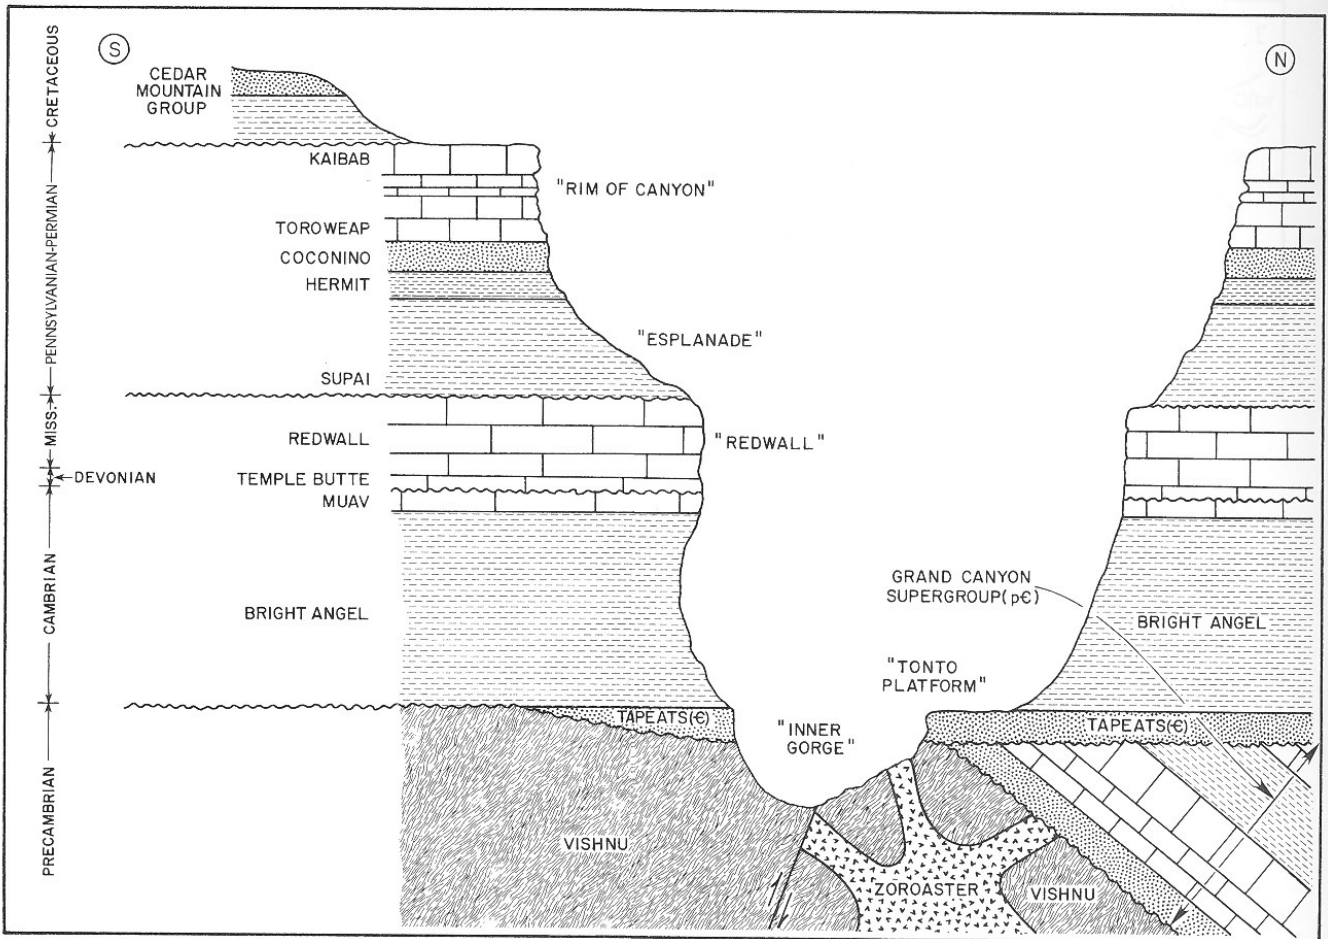 S
N
CRETACEOUS
CEDAR
MOUNTAIN
GROUP
PENNSYLVANIAN-PERMIAN
KAIBAB
"RIM OF CANYON"
TOROWEAP
COCONINO
HERMIT
"ESPLANADE"
SUPAI
MISS.
REDWALL
"REDWALL"
DEVONIAN
TEMPLE BUTTE
MUAV
CAMBRIAN
BRIGHT ANGEL
GRAND CANYON
SUPERGROUP(p€)
BRIGHT ANGEL
"TONTO
PLATFORM"
TAPEATS(€)
"INNER
GORGE"
TAPEATS(€)
PRECAMBRIAN
VISHNU
ZOROASTER
VISHNU